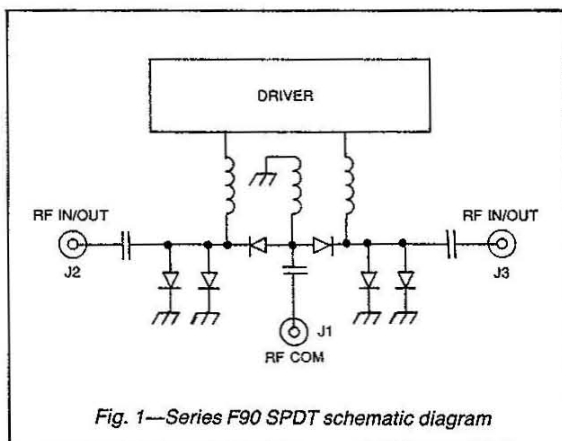 DRIVER
RF IN/OUT
RF IN/OUT
J2
J3
J1
RF COM
Fig. 1—Series F90 SPDT schematic diagram